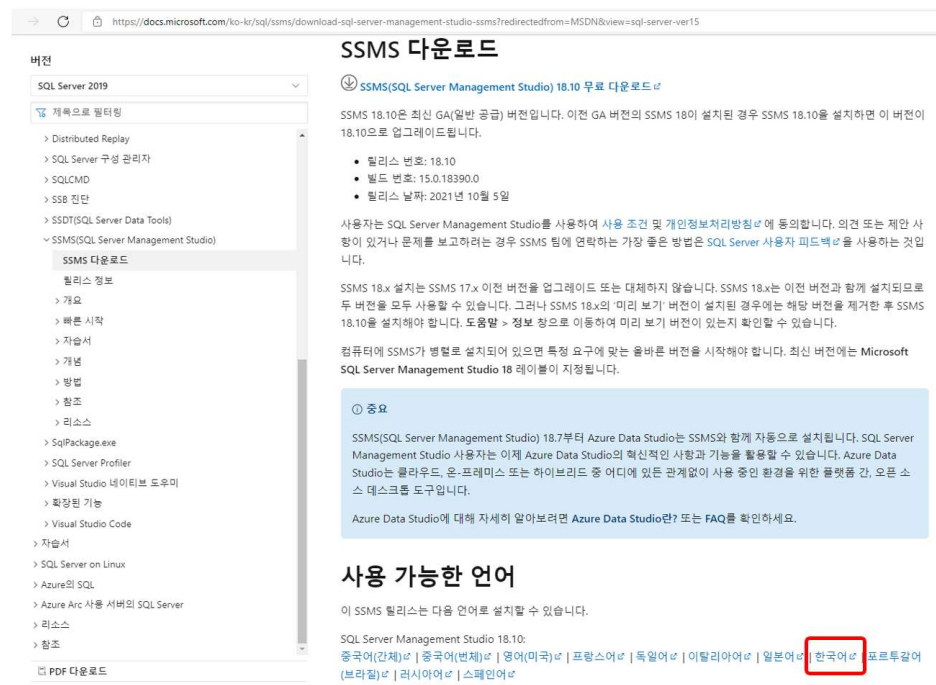 https://docs.microsoft.com/ko-kr/sql/ssms/download-sql-server-management-studio-ssms?redirectedfrom=MSDN&view=sql-server-ver15
버전
SQL Server 2019
제목으로 필터링
> Distributed Replay
> SQL Server 구성 관리자
> SQLCMD
> SSB 진단
> SSDT(SQL Server Data Tools)
SSMS(SQL Server Management Studio)
SSMS 다운로드
릴리스 정보
> 개요
> 빠른 시작
> 자습서
> 개념
> 방법
> 참조
> 리소스
> SqlPackage.exe
> SQL Server Profiler
> Visual Studio 네이티브 도우미
> 확장된 기능
> Visual Studio Code
> 자습서
> SQL Server on Linux
> Azure의 SQL
> Azure Arc 사용 서버의 SQL Server
> 리소스
> 참조
PDF 다운로드
SSMS 다운로드
SSMS(SQL Server Management Studio) 18.10 무료 다운로드
SSMS 18.10은 최신 GA(일반 공급) 버전입니다. 이전 GA 버전의 SSMS 18이 설치된 경우 SSMS 18.10을 설치하면 이 버전이
18.10으로 업그레이드됩니다.
• 릴리스 번호: 18.10
• 빌드 번호: 15.0.18390.0
• 릴리스 날짜: 2021년 10월 5일
사용자는 SQL Server Management Studio를 사용하여 사용 조건 및 개인정보처리방침에 동의합니다. 의견 또는 제안 사
항이 있거나 문제를 보고하려는 경우 SSMS 팀에 연락하는 가장 좋은 방법은 SQL Server 사용자 피드백을 사용하는 것입
니다.
SSMS 18.x 설치는 SSMS 17.x 이전 버전을 업그레이드 또는 대체하지 않습니다. SSMS 18.x는 이전 버전과 함께 설치되므로
두 버전을 모두 사용할 수 있습니다. 그러나 SSMS 18.x의 '미리 보기' 버전이 설치된 경우에는 해당 버전을 제거한 후 SSMS
18.10을 설치해야 합니다. 도움말 > 정보 창으로 이동하여 미리 보기 버전이 있는지 확인할 수 있습니다.
컴퓨터에 SSMS가 병렬로 설치되어 있으면 특정 요구에 맞는 올바른 버전을 시작해야 합니다. 최신 버전에는 Microsoft
SQL Server Management Studio 18 레이블이 지정됩니다.
중요
SSMS(SQL Server Management Studio) 18.7부터 Azure Data Studio는 SSMS와 함께 자동으로 설치됩니다. SQL Server
Management Studio 사용자는 이제 Azure Data Studio의 혁신적인 사항과 기능을 활용할 수 있습니다. Azure Data
Studio는 클라우드, 온-프레미스 또는 하이브리드 중 어디에 있든 관계없이 사용 중인 환경을 위한 플랫폼 간, 오픈 소
스 데스크톱 도구입니다.
Azure Data Studio에 대해 자세히 알아보려면 Azure Data Studio란? 또는 FAQ를 확인하세요.
사용 가능한 언어
이 SSMS 릴리스는 다음 언어로 설치할 수 있습니다.
SQL Server Management Studio 18.10:
중국어(간체) | 중국어(번체) | 영어(미국) | 프랑스어 | 독일어 | 이탈리아어 | 일본어 | 한국어 | 포르투갈어
(브라질) | 러시아어 | 스페인어